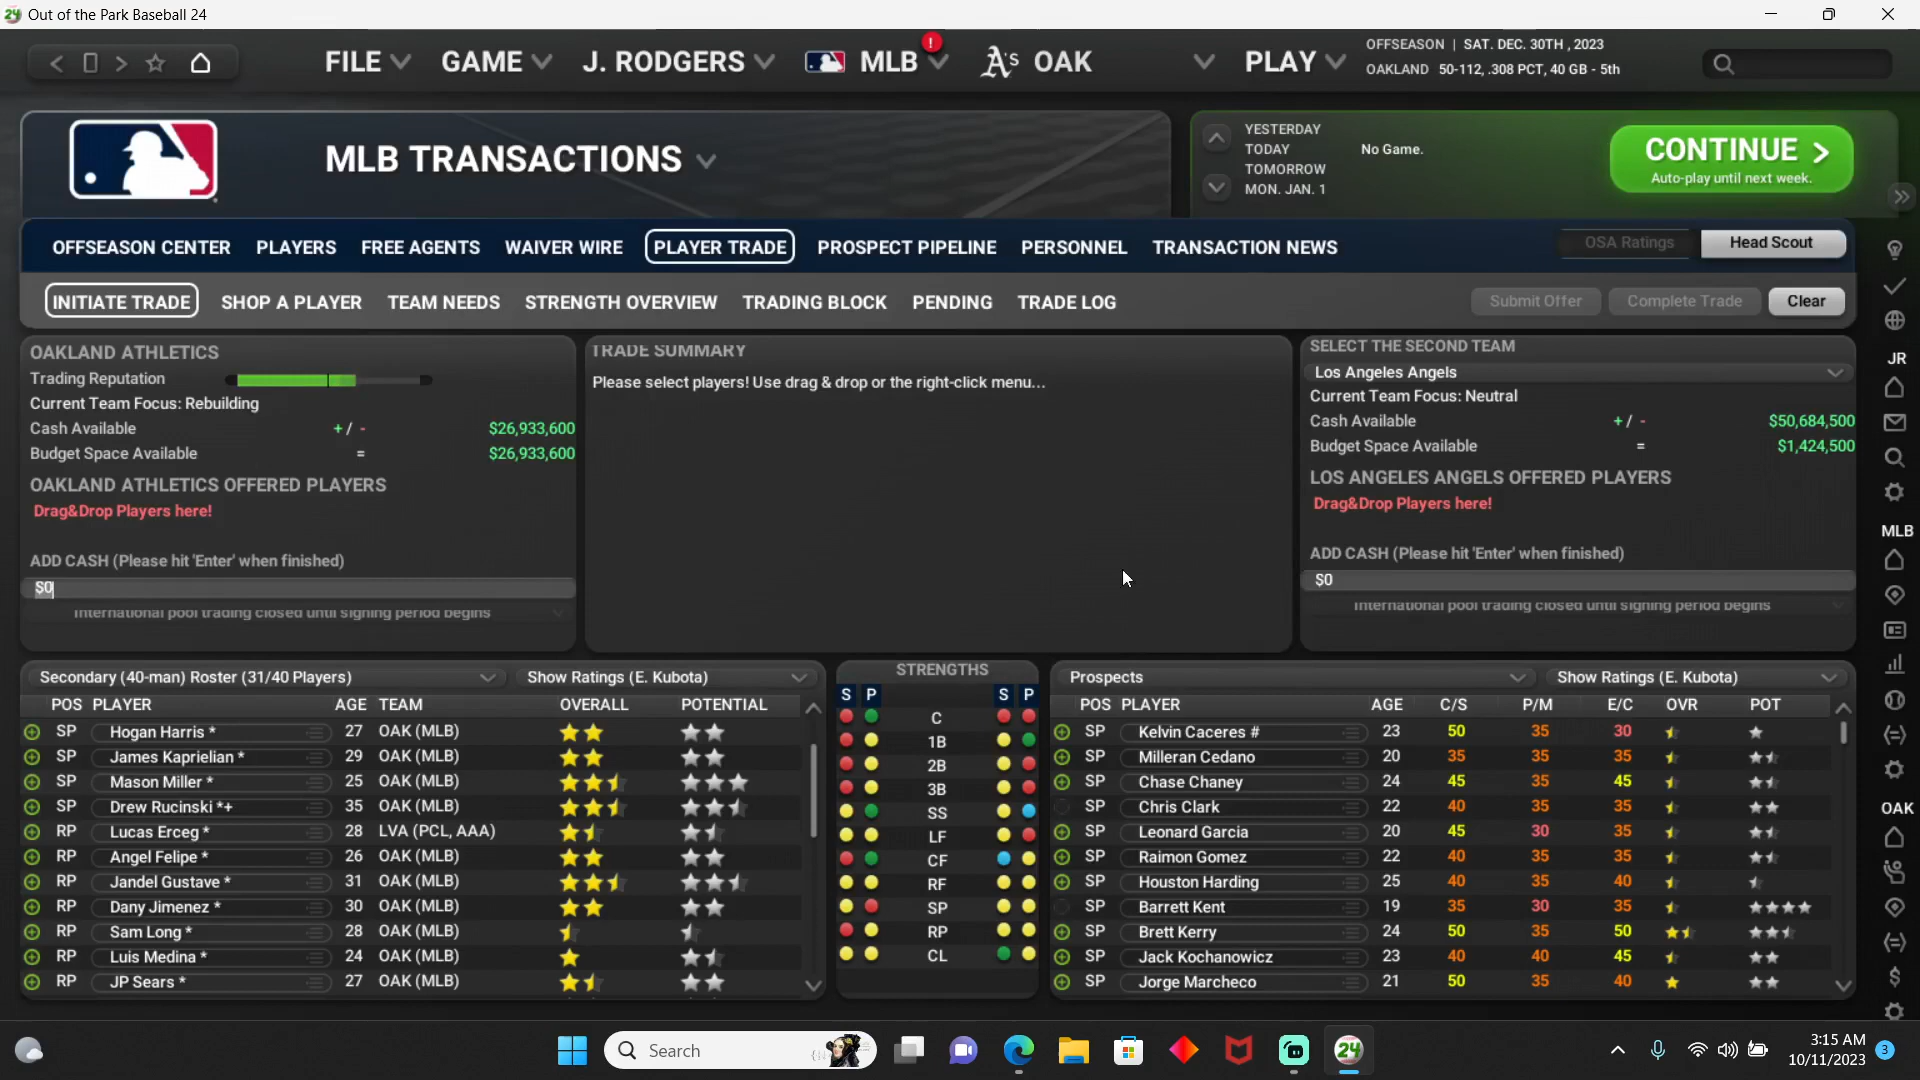 Out of the Park Baseball 24
FILE GAME J. RODGERS MLB ! A's OAK PLAY
OFFSEASON | SAT. DEC. 30TH , 2023
OAKLAND 50-112, .308 PCT, 40 GB - 5th
MLB TRANSACTIONS
YESTERDAY
TODAY No Game.
TOMORROW
MON. JAN. 1
CONTINUE >
Auto-play until next week.
OFFSEASON CENTER PLAYERS FREE AGENTS WAIVER WIRE PLAYER TRADE PROSPECT PIPELINE PERSONNEL TRANSACTION NEWS OSA Ratings Head Scout
INITIATE TRADE SHOP A PLAYER TEAM NEEDS STRENGTH OVERVIEW TRADING BLOCK PENDING TRADE LOG Submit Offer Complete Trade Clear
OAKLAND ATHLETICS
Trading Reputation
Current Team Focus: Rebuilding
Cash Available + / - $26,933,600
Budget Space Available = $26,933,600
OAKLAND ATHLETICS OFFERED PLAYERS
Drag&Drop Players here!
ADD CASH (Please hit 'Enter' when finished)
$0
International pool trading closed until signing period begins
TRADE SUMMARY
Please select players! Use drag & drop or the right-click menu...
SELECT THE SECOND TEAM
Los Angeles Angels
Current Team Focus: Neutral
Cash Available + / - $50,684,500
Budget Space Available = $1,424,500
LOS ANGELES ANGELS OFFERED PLAYERS
Drag&Drop Players here!
ADD CASH (Please hit 'Enter' when finished)
$0
International pool trading closed until signing period begins
Secondary (40-man) Roster (31/40 Players) Show Ratings (E. Kubota)
POS PLAYER AGE TEAM OVERALL POTENTIAL
SP Hogan Harris * 27 OAK (MLB)
SP James Kaprielian * 29 OAK (MLB)
SP Mason Miller * 25 OAK (MLB)
SP Drew Rucinski *+ 35 OAK (MLB)
RP Lucas Erceg * 28 LVA (PCL, AAA)
RP Angel Felipe * 26 OAK (MLB)
RP Jandel Gustave * 31 OAK (MLB)
RP Dany Jimenez * 30 OAK (MLB)
RP Sam Long * 28 OAK (MLB)
RP Luis Medina * 24 OAK (MLB)
RP JP Sears * 27 OAK (MLB)
STRENGTHS
S P S P
C
1B
2B
3B
SS
LF
CF
RF
SP
RP
CL
Prospects Show Ratings (E. Kubota)
POS PLAYER AGE C/S P/M E/C OVR POT
SP Kelvin Caceres # 23 50 35 30
SP Milleran Cedano 20 35 35 35
SP Chase Chaney 24 45 35 45
SP Chris Clark 22 40 35 35
SP Leonard Garcia 20 45 30 35
SP Raimon Gomez 22 40 35 35
SP Houston Harding 25 40 35 40
SP Barrett Kent 19 35 30 35
SP Brett Kerry 24 50 35 50
SP Jack Kochanowicz 23 40 40 45
SP Jorge Marcheco 21 50 35 40
JR
MLB
OAK
Search
24
3:15 AM
10/11/2023 3